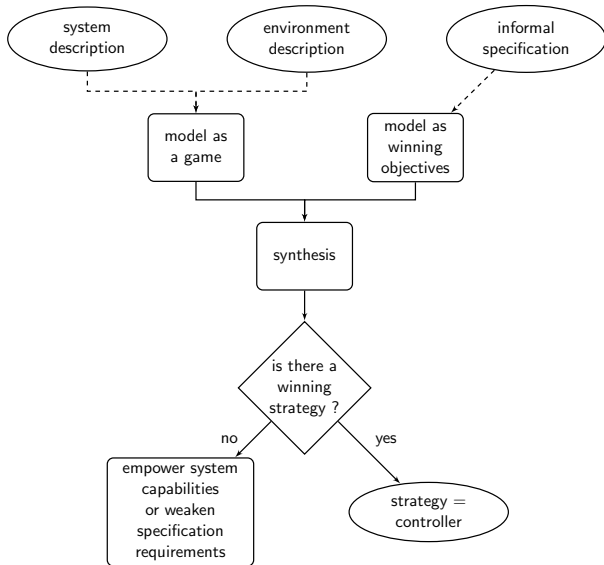 system
description
environment
description
informal
specification
model as
a game
model as
winning
objectives
synthesis
is there a
winning
strategy ?
no
yes
empower system
capabilities
or weaken
specification
requirements
strategy =
controller